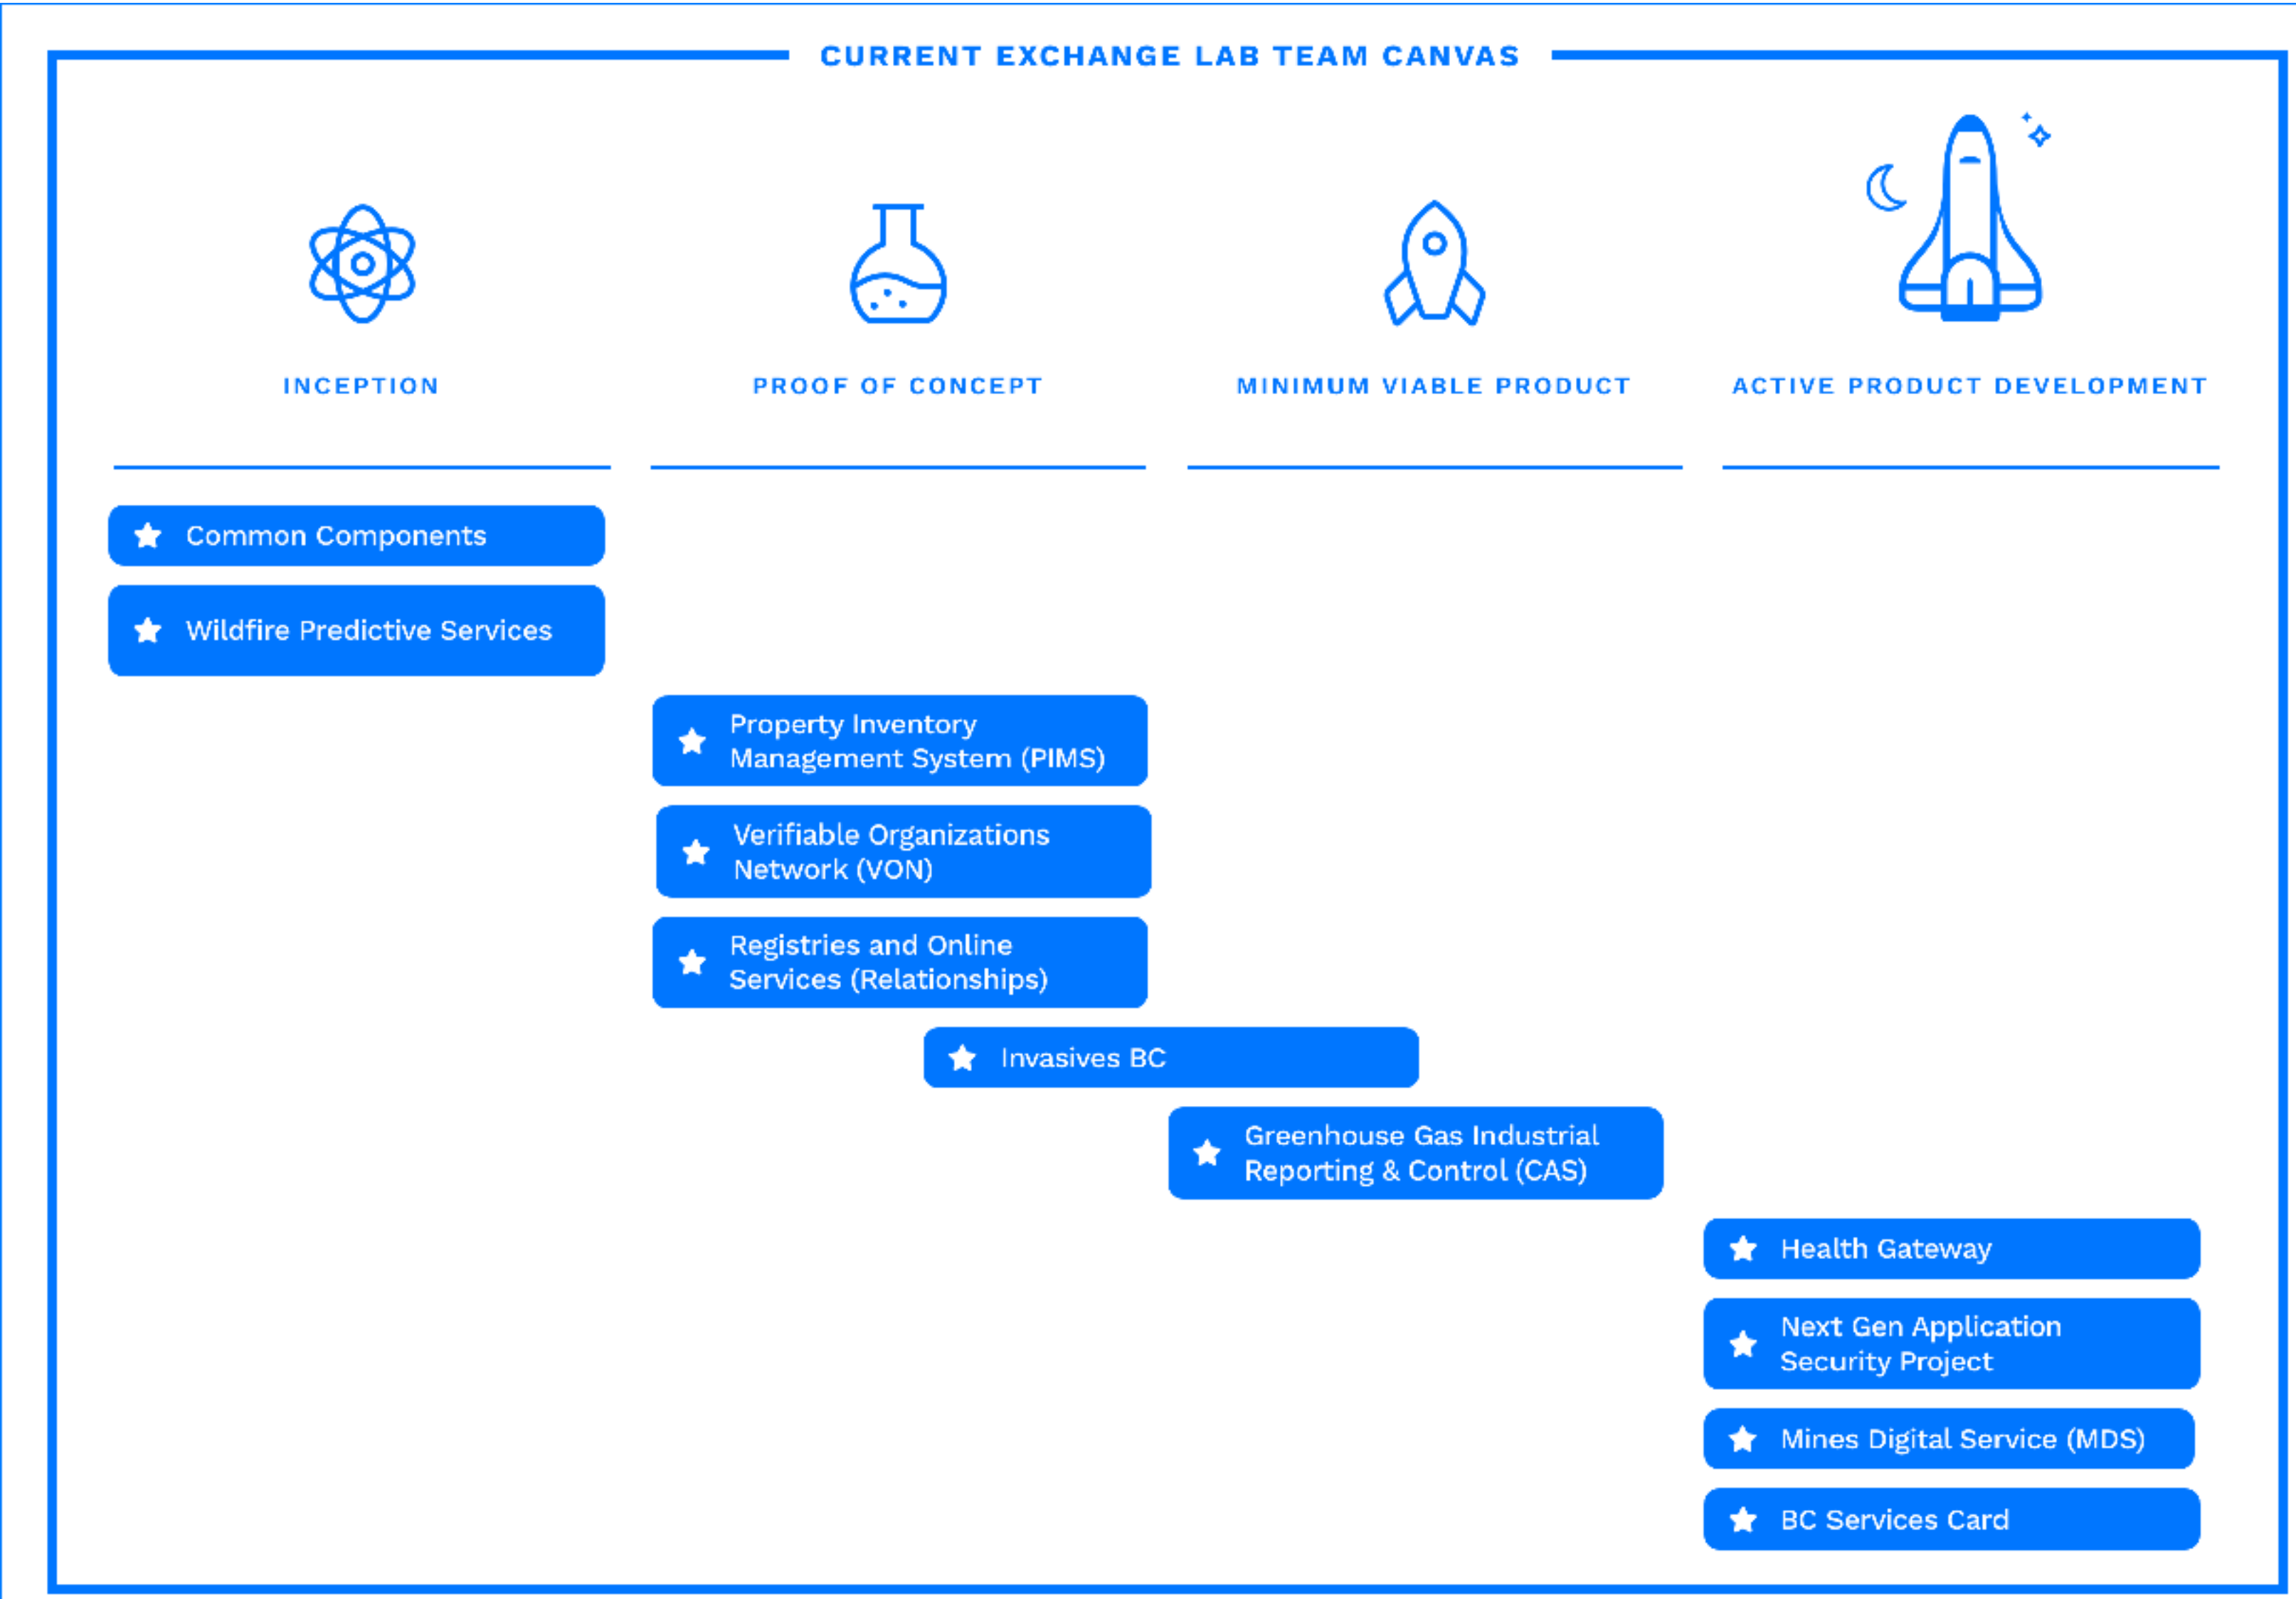 CURRENT EXCHANGE LAB TEAM CANVAS
INCEPTION
PROOF OF CONCEPT
MINIMUM VIABLE PRODUCT
ACTIVE PRODUCT DEVELOPMENT
Common Components
Wildfire Predictive Services
Property Inventory
Management System (PIMS)
Verifiable Organizations
Network (VON)
Registries and Online
Services (Relationships)
Invasives BC
Greenhouse Gas Industrial
Reporting & Control (CAS)
Health Gateway
Next Gen Application
Security Project
Mines Digital Service (MDS)
BC Services Card